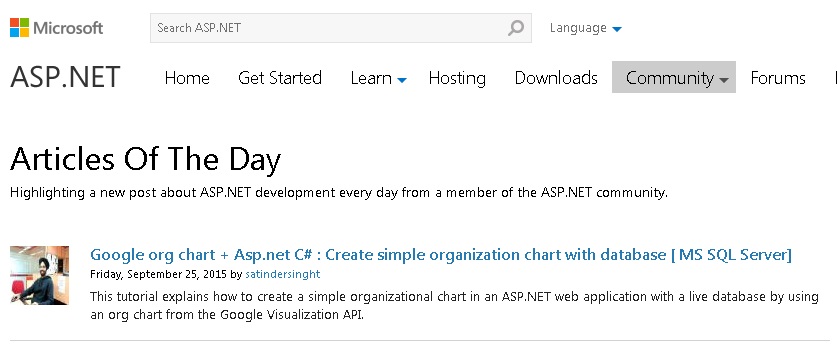 Microsoft
Search ASP.NET
Language
ASP.NET
Home Get Started Learn Hosting Downloads Community Forums
Articles Of The Day
Highlighting a new post about ASP.NET development every day from a member of the ASP.NET community.
Google org chart + Asp.net C# : Create simple organization chart with database [ MS SQL Server]
Friday, September 25, 2015 by satindersinght
This tutorial explains how to create a simple organizational chart in an ASP.NET web application with a live database by using
an org chart from the Google Visualization API.